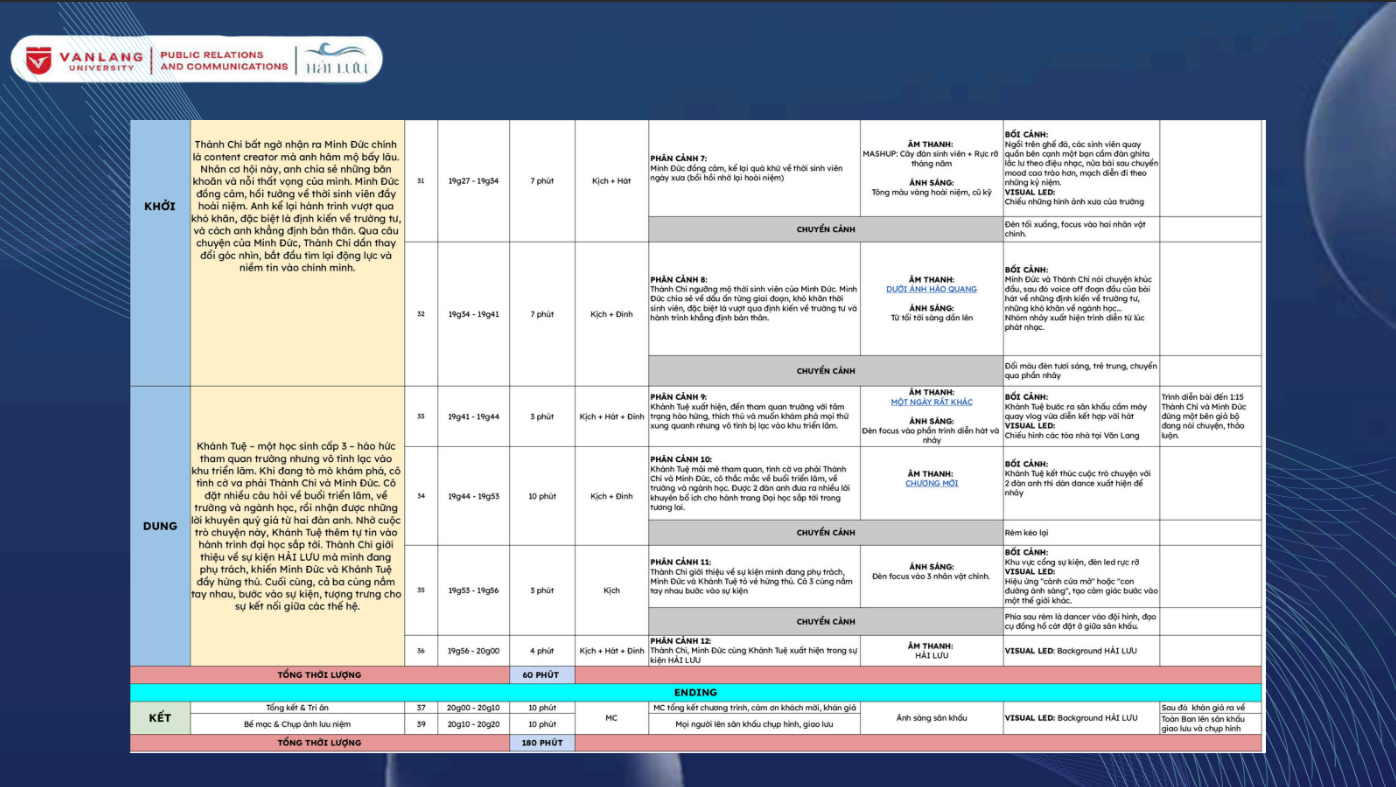 VANLANG
UNIVERSITY
PUBLIC RELATIONS
AND COMMUNICATIONS
HẢI LƯU
KHỞI
Thành Chí bất ngờ nhận ra Minh Đức chính
là content creator mà anh hâm mộ bấy lâu.
Nhân cơ hội này, anh chia sẻ những băn
khoăn và nỗi thất vọng của mình. Minh Đức
đồng cảm, hồi tưởng về thời sinh viên đầy
hoài niệm. Anh kể lại hành trình vượt qua
khó khăn, đặc biệt là định kiến về trường tư,
và cách anh khẳng định bản thân. Qua câu
chuyện của Minh Đức, Thành Chí dần thay
đổi góc nhìn, bắt đầu tìm lại động lực và
niềm tin vào chính mình.
31
19g27 - 19g34
7 phút
Kịch + Hát
PHÂN CẢNH 7:
Minh Đức đồng cảm, kể lại quá khứ về thời sinh viên
ngày xưa (bồi hồi nhớ lại hoài niệm)
ÂM THANH:
MASHUP: Cây đàn sinh viên + Rực rỡ
tháng năm
ÁNH SÁNG:
Tông màu vàng hoài niệm, cũ kỹ
BỐI CẢNH:
Ngồi trên ghế đá, các sinh viên quay
quần bên cạnh một bạn cầm đàn ghita
lắc lư theo điệu nhạc, nửa bài sau chuyển
mood cao trào hơn, mạch diễn đi theo
những kỷ niệm.
VISUAL LED:
Chiếu những hình ảnh xưa của trường
CHUYỂN CẢNH
Đèn tối xuống, focus vào hai nhân vật
chính.
32
19g34 - 19g41
7 phút
Kịch + Đinh
PHÂN CẢNH 8:
Thành Chí ngưỡng mộ thời sinh viên của Minh Đức. Minh
Đức chia sẻ về dấu ấn từng giai đoạn, khó khăn thời
sinh viên, đặc biệt là vượt qua định kiến về trường tư và
hành trình khẳng định bản thân.
ÂM THANH:
DƯỚI ÁNH HÀO QUANG
ÁNH SÁNG:
Từ tối tới sáng dần lên
BỐI CẢNH:
Minh Đức và Thành Chí nói chuyện khúc
đầu, sau đó voice off đoạn đầu của bài
hát về những định kiến về trường tư,
những khó khăn về ngành học...
Nhóm nhảy xuất hiện trình diễn từ lúc
phát nhạc.
CHUYỂN CẢNH
Đổi màu đèn tươi sáng, trẻ trung, chuyển
qua phần nhảy
DUNG
Khánh Tuệ – một học sinh cấp 3 – háo hức
tham quan trường nhưng vô tình lạc vào
khu triển lãm. Khi đang tò mò khám phá, cô
tình cờ va phải Thành Chí và Minh Đức. Cô
đặt nhiều câu hỏi về buổi triển lãm, về
trường và ngành học, rồi nhận được những
lời khuyên quý giá từ hai đàn anh. Nhờ cuộc
trò chuyện này, Khánh Tuệ thêm tự tin vào
hành trình đại học sắp tới. Thành Chí giới
thiệu về sự kiện HẢI LƯU mà mình đang
phụ trách, khiến Minh Đức và Khánh Tuệ
đầy hứng thú. Cuối cùng, cả ba cùng nắm
tay nhau, bước vào sự kiện, tượng trưng cho
sự kết nối giữa các thế hệ.
33
19g41 - 19g44
3 phút
Kịch + Hát + Đinh
PHÂN CẢNH 9:
Khánh Tuệ xuất hiện, đến tham quan trường với tâm
trạng hào hứng, thích thú và muốn khám phá mọi thứ
xung quanh nhưng vô tình bị lạc vào khu triển lãm.
ÂM THANH:
MỘT NGÀY RẤT KHÁC
ÁNH SÁNG:
Đèn focus vào phần trình diễn hát và
nhảy
BỐI CẢNH:
Khánh Tuệ bước ra sân khấu cầm máy
quay vlog vừa diễn kết hợp với hát
VISUAL LED:
Chiếu hình các tòa nhà tại Văn Lang
Trình diễn bài đến 1:15
Thành Chí và Minh Đức
đứng một bên giả bộ
đang nói chuyện, thảo
luận.
34
19g44 - 19g53
10 phút
Kịch + Đinh
PHÂN CẢNH 10:
Khánh Tuệ mải mê tham quan, tình cờ va phải Thành
Chí và Minh Đức, cô thắc mắc về buổi triển lãm, về
trường và ngành học. Được 2 đàn anh đưa ra nhiều lời
khuyên bổ ích cho hành trang Đại học sắp tới trong
tương lai.
ÂM THANH:
CHƯƠNG MỚI
BỐI CẢNH:
Khánh Tuệ kết thúc cuộc trò chuyện với
2 đàn anh thì dàn dance xuất hiện để
nhảy
CHUYỂN CẢNH
Rèm kéo lại
35
19g53 - 19g56
3 phút
Kịch
PHÂN CẢNH 11:
Thành Chí giới thiệu về sự kiện mình đang phụ trách,
Minh Đức và Khánh Tuệ tỏ vẻ hứng thú. Cả 3 cùng nắm
tay nhau bước vào sự kiện
ÁNH SÁNG:
Đèn focus vào 3 nhân vật chính.
BỐI CẢNH:
Khu vực cổng sự kiện, đèn led rực rỡ
VISUAL LED:
Hiệu ứng "cánh cửa mở" hoặc "con
đường ánh sáng", tạo cảm giác bước vào
một thế giới khác.
CHUYỂN CẢNH
Phía sau rèm là dancer vào đội hình, đạo
cụ đồng hồ cát đặt ở giữa sân khấu.
36
19g56 - 20g00
4 phút
Kịch + Hát + Đinh
PHÂN CẢNH 12:
Thành Chí, Minh Đức cùng Khánh Tuệ xuất hiện trong sự
kiện HẢI LƯU
ÂM THANH:
HẢI LƯU
VISUAL LED: Background HẢI LƯU
TỔNG THỜI LƯỢNG
60 PHÚT
ENDING
KẾT
Tổng kết & Tri ân
37
20g00 - 20g10
10 phút
MC
MC tổng kết chương trình, cảm ơn khách mời, khán giả
Ánh sáng sân khấu
VISUAL LED: Background HẢI LƯU
Sau đó khán giả ra về
Bế mạc & Chụp ảnh lưu niệm
39
20g10 - 20g20
10 phút
Mọi người lên sân khấu chụp hình, giao lưu
Toàn Ban lên sân khấu
giao lưu và chụp hình
TỔNG THỜI LƯỢNG
180 PHÚT